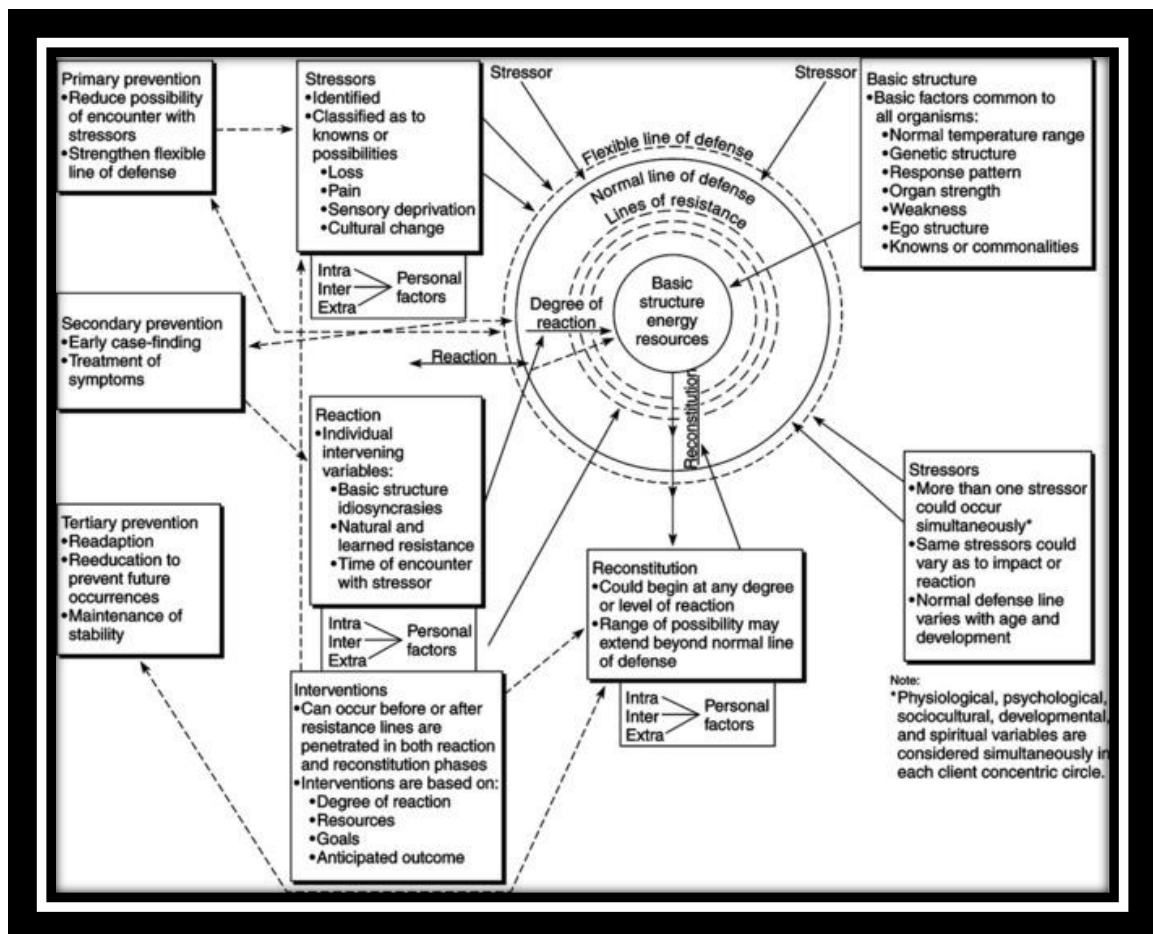 Primary prevention
•Reduce possibility
of encounter with
stressors
•Strengthen flexible
line of defense
Stressors
•Identified
•Classified as to
knowns or
possibilities
•Loss
•Pain
•Sensory deprivation
•Cultural change
Intra
Inter
Extra
Personal
factors
Stressor
Stressor
Flexible line of defense
Normal line of defense
Lines of resistance
Basic
structure
energy
resources
Degree of
reaction
Reaction
Reconstitution
Basic structure
•Basic factors common to
all organisms:
•Normal temperature range
•Genetic structure
•Response pattern
•Organ strength
•Weakness
•Ego structure
•Knowns or commonalities
Secondary prevention
•Early case-finding
•Treatment of
symptoms
Reaction
•Individual
intervening
variables:
•Basic structure
idiosyncrasies
•Natural and
learned resistance
•Time of encounter
with stressor
Intra
Inter
Extra
Personal
factors
Stressors
•More than one stressor
could occur
simultaneously*
•Same stressors could
vary as to impact or
reaction
•Normal defense line
varies with age and
development
Tertiary prevention
•Readaption
•Reeducation to
prevent future
occurrences
•Maintenance of
stability
Reconstitution
•Could begin at any degree
or level of reaction
•Range of possibility may
extend beyond normal line
of defense
Intra
Inter
Extra
Personal
factors
Interventions
•Can occur before or after
resistance lines are
penetrated in both reaction
and reconstitution phases
•Interventions are based on:
•Degree of reaction
•Resources
•Goals
•Anticipated outcome
Note:
*Physiological, psychological,
sociocultural, developmental,
and spiritual variables are
considered simultaneously in
each client concentric circle.